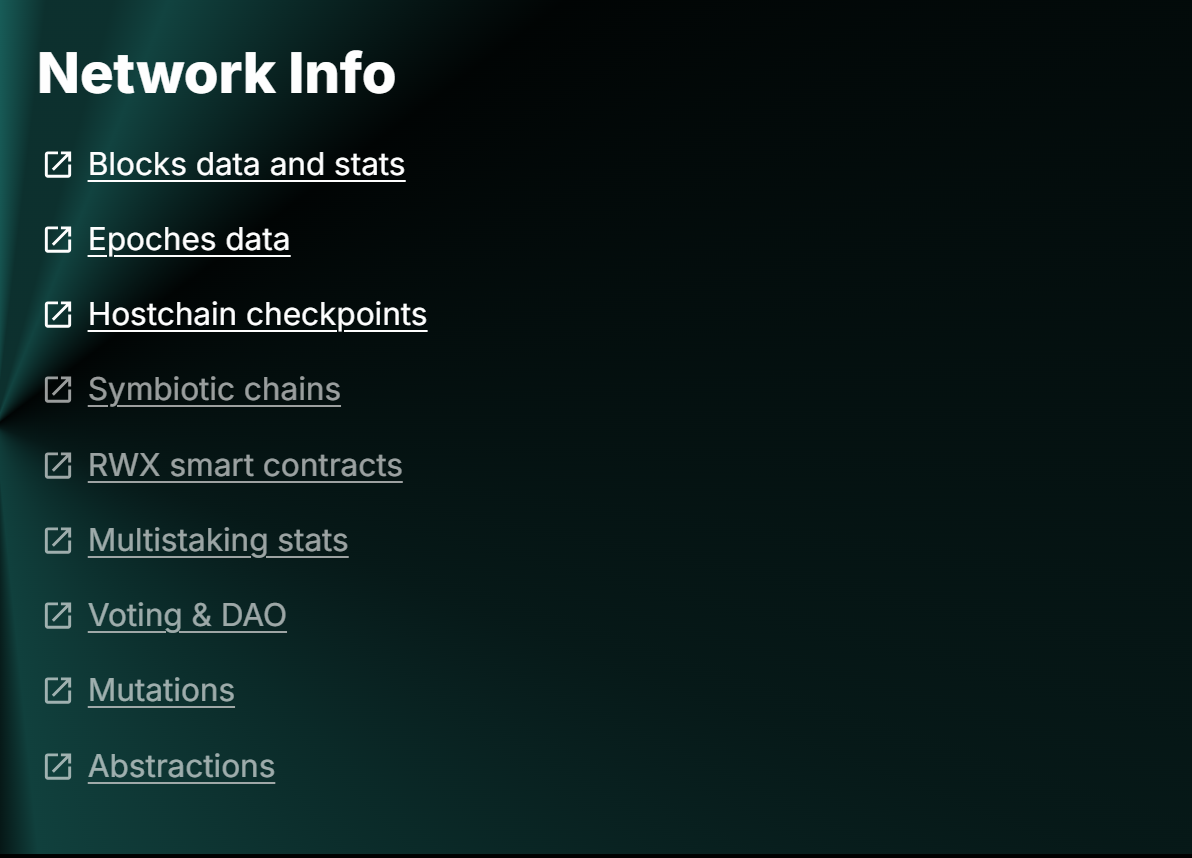 Network Info
Blocks data and stats
Epoches data
Hostchain checkpoints
Symbiotic chains
RWX smart contracts
Multistaking stats
Voting & DAO
Mutations
Abstractions